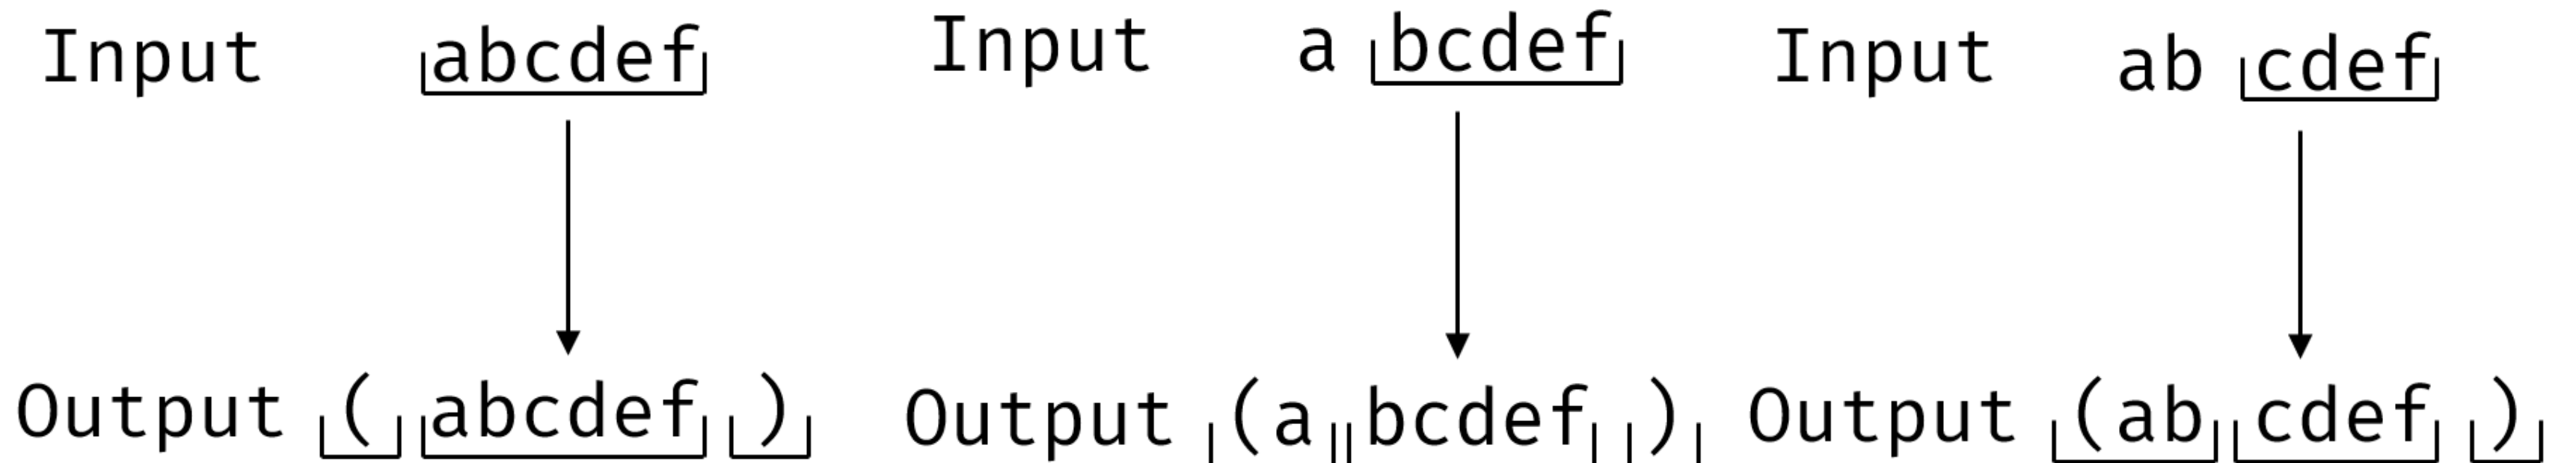 Input abcdef
Output ( abcdef )
Input a bcdef
Output (a bcdef )
Input ab cdef
Output (ab cdef )